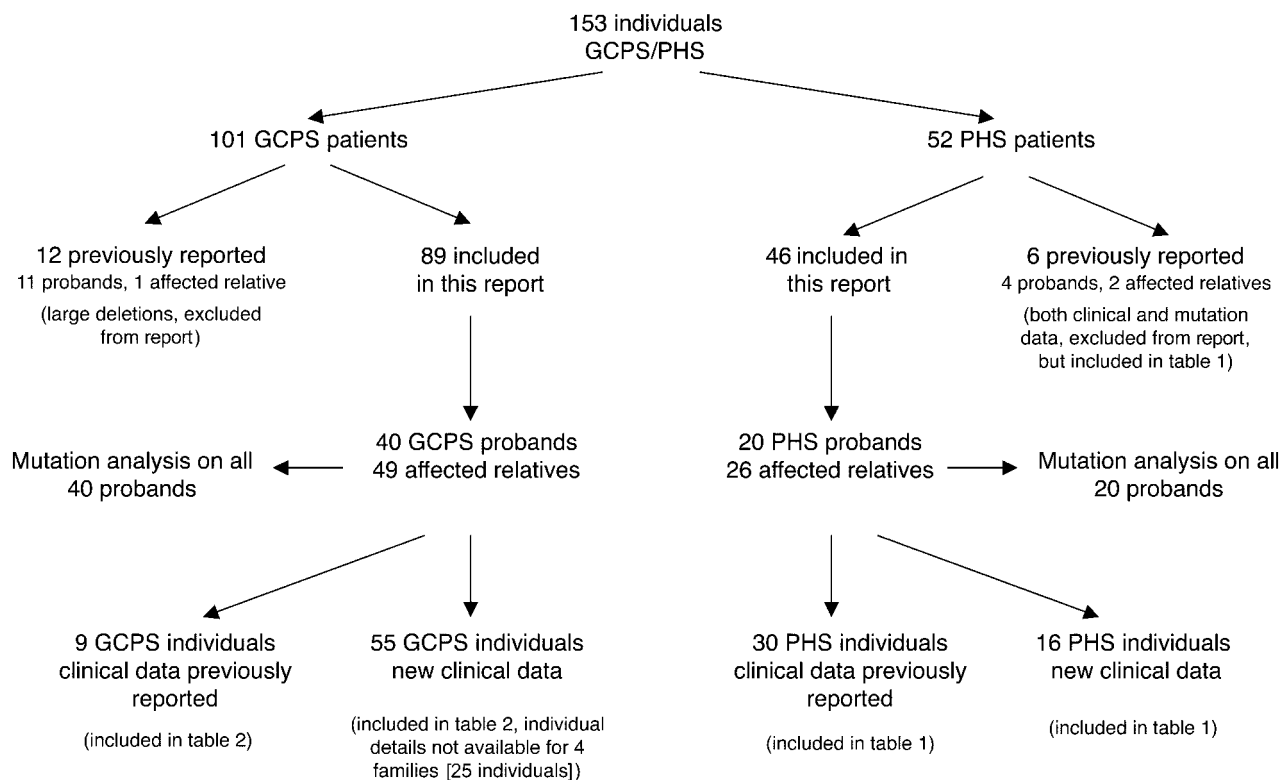 153 individuals
GCPS/PHS
101 GCPS patients
52 PHS patients
12 previously reported
11 probands, 1 affected relative
(large deletions, excluded
from report)
89 included
in this report
46 included in
this report
6 previously reported
4 probands, 2 affected relatives
(both clinical and mutation
data, excluded from report,
but included in table 1)
Mutation analysis on all
40 probands
40 GCPS probands
49 affected relatives
20 PHS probands
26 affected relatives
Mutation analysis on all
20 probands
9 GCPS individuals
clinical data previously
reported
(included in table 2)
55 GCPS individuals
new clinical data
(included in table 2, individual
details not available for 4
families [25 individuals])
30 PHS individuals
clinical data previously
reported
(included in table 1)
16 PHS individuals
new clinical data
(included in table 1)